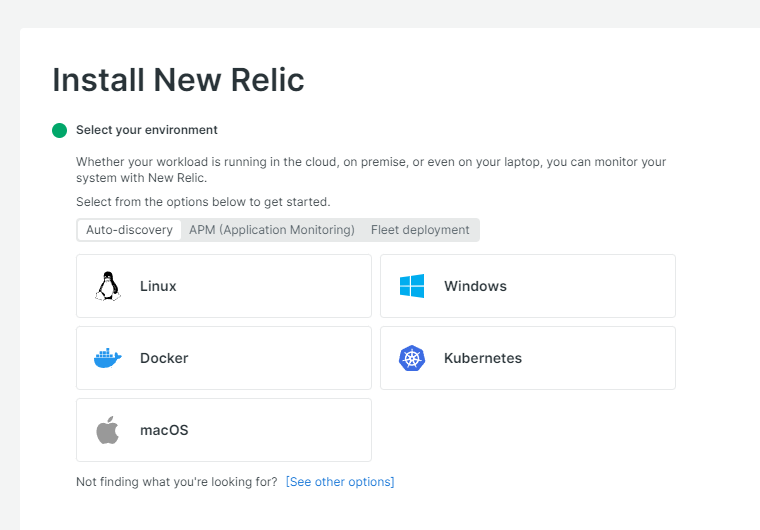 Install New Relic
Select your environment
Whether your workload is running in the cloud, on premise, or even on your laptop, you can monitor your
system with New Relic.
Select from the options below to get started.
Auto-discovery APM (Application Monitoring) Fleet deployment
Linux Windows
Docker Kubernetes
macOS
Not finding what you're looking for? [See other options]